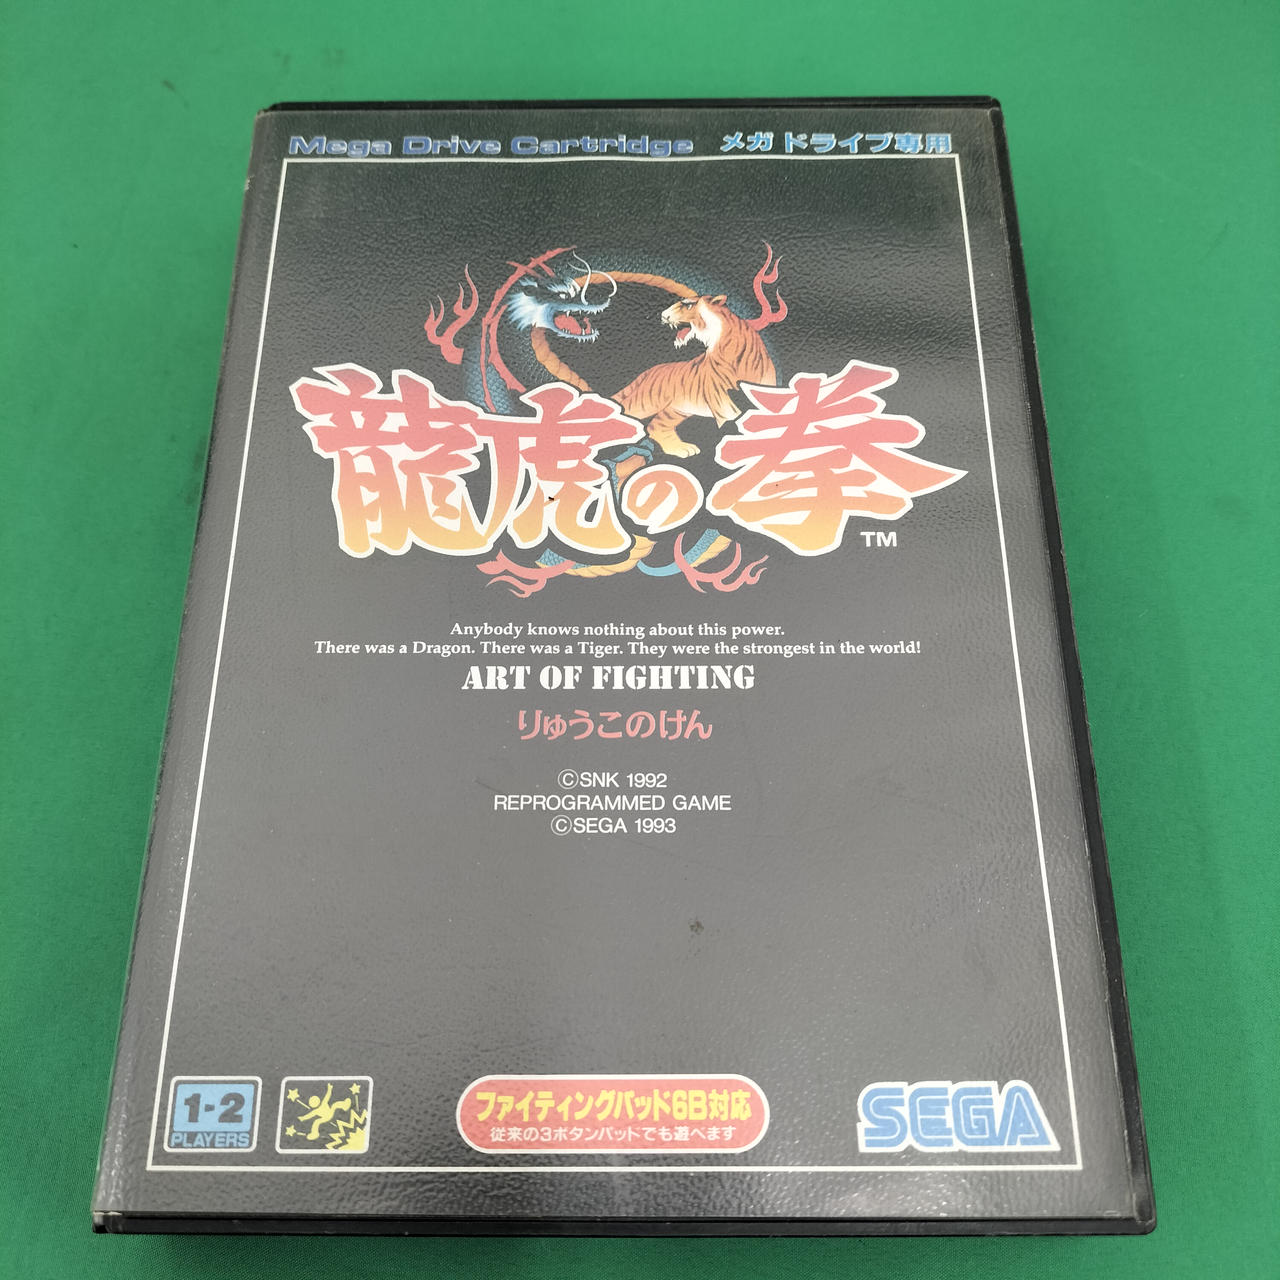 Mega Drive Cartridge メガドライブ専用
龍虎の拳
TM
Anybody knows nothing about this power.
There was a Dragon. There was a Tiger. They were the strongest in the world!
ART OF FIGHTING
りゅうこのけん
©SNK 1992
REPROGRAMMED GAME
©SEGA 1993
1-2
PLAYERS
ファイティングパッド6B対応
従来の3ボタンパッドでも遊べます
SEGA